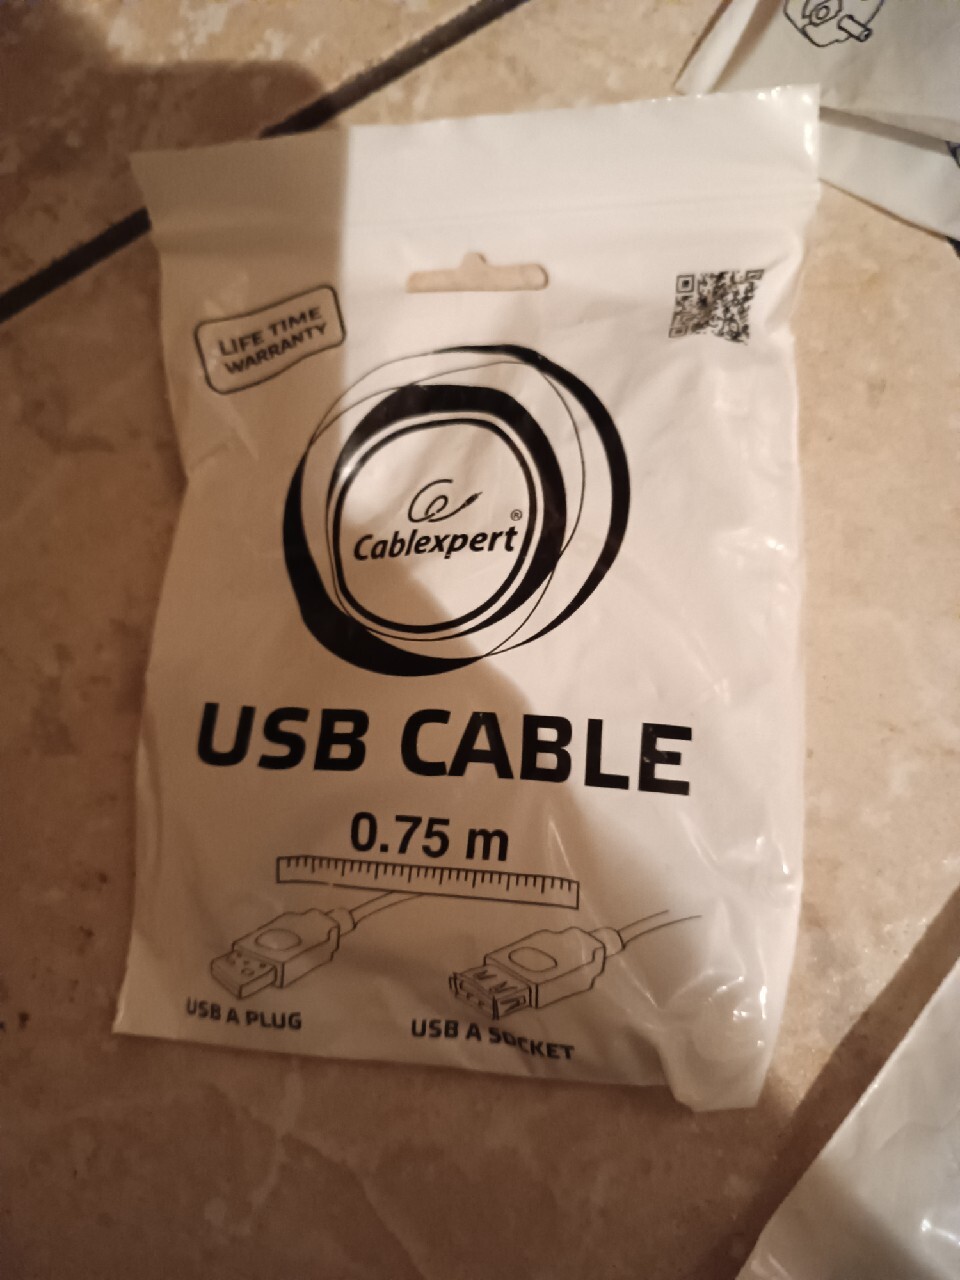 LIFE TIME
WARRANTY
Cablexpert®
USB CABLE
0.75 m
USB A PLUG
USB A SOCKET